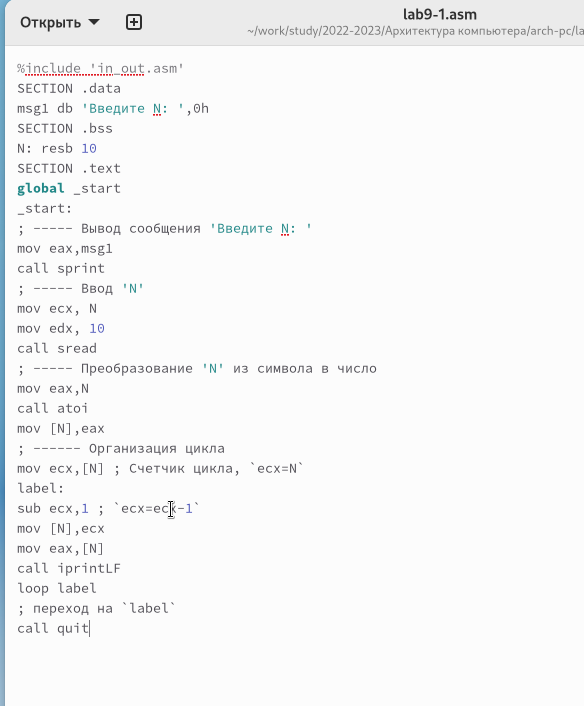 lab9-1.asm
Открыть
~/work/study/2022-2023/Архитектура компьютера/arch-pc/la
%include 'in_out.asm'
SECTION .data
msg1 db 'Введите N: ',0h
SECTION .bss
N: resb 10
SECTION .text
global _start
_start:
; ----- Вывод сообщения 'Введите N: '
mov eax,msg1
call sprint
; ----- Ввод 'N'
mov ecx, N
mov edx, 10
call sread
; ----- Преобразование 'N' из символа в число
mov eax,N
call atoi
mov [N],eax
; ------ Организация цикла
mov ecx,[N] ; Счетчик цикла, `ecx=N`
label:
sub ecx,1 ; `ecx=ecx-1`
mov [N],ecx
mov eax,[N]
call iprintLF
loop label
; переход на `label`
call quit